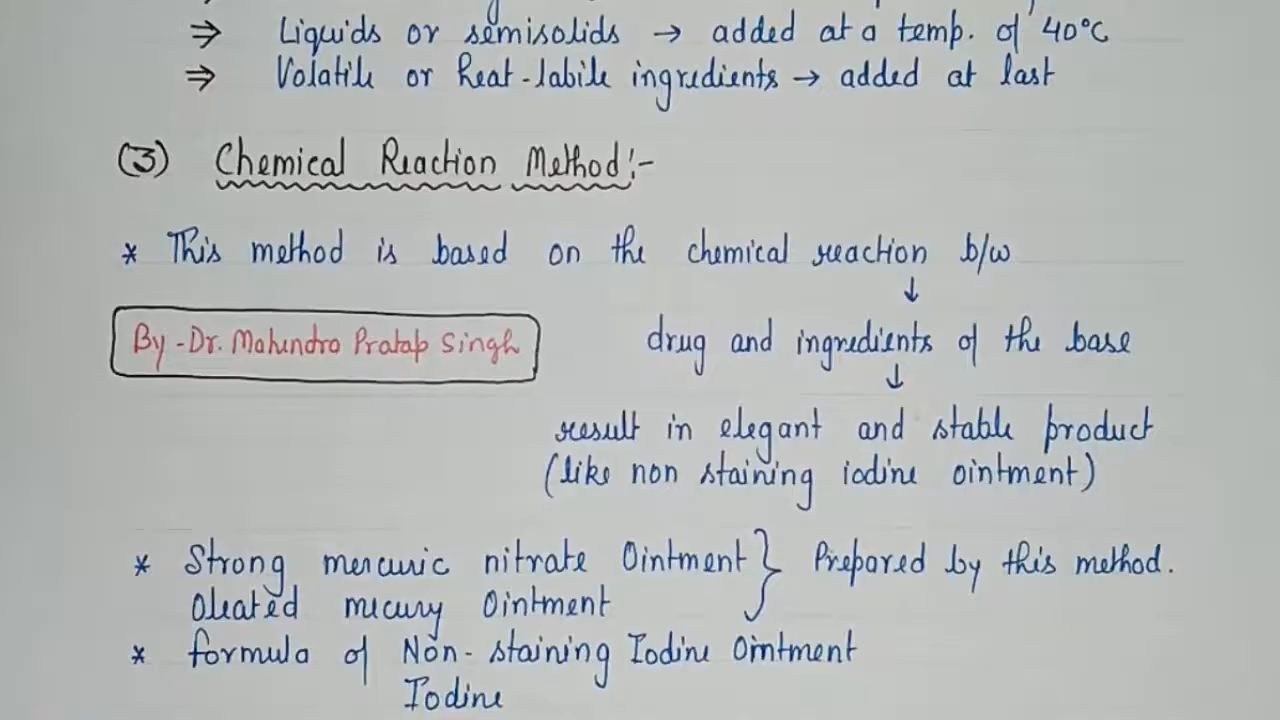 ⇒ Liquids or semisolids → added at a temp. of 40°C
⇒ Volatile or heat-labile ingredients → added at last
(3) Chemical Reaction Method:-
* This method is based on the chemical reaction b/w
↓
By - Dr. Mahendra Pratap Singh
drug and ingredients of the base
↓
result in elegant and stable product
(like non staining iodine ointment)
* Strong mercuric nitrate Ointment } Prepared by this method.
Oleated mecury Ointment
* formula of Non-staining Iodine Ointment
Iodine